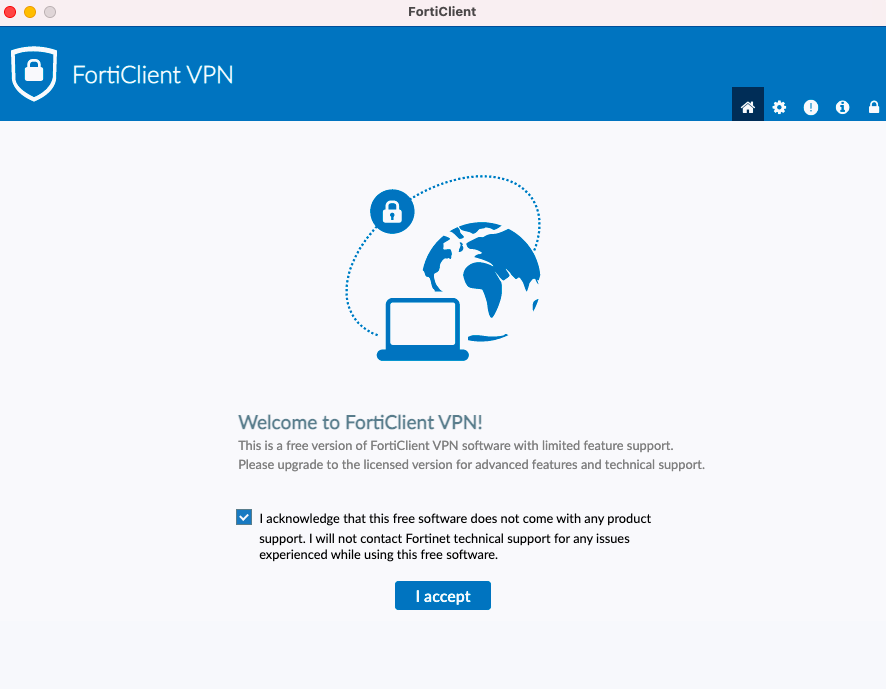 FortiClient
FortiClient VPN
Welcome to FortiClient VPN!
This is a free version of FortiClient VPN software with limited feature support.
Please upgrade to the licensed version for advanced features and technical support.
I acknowledge that this free software does not come with any product
support. I will not contact Fortinet technical support for any issues
experienced while using this free software.
I accept